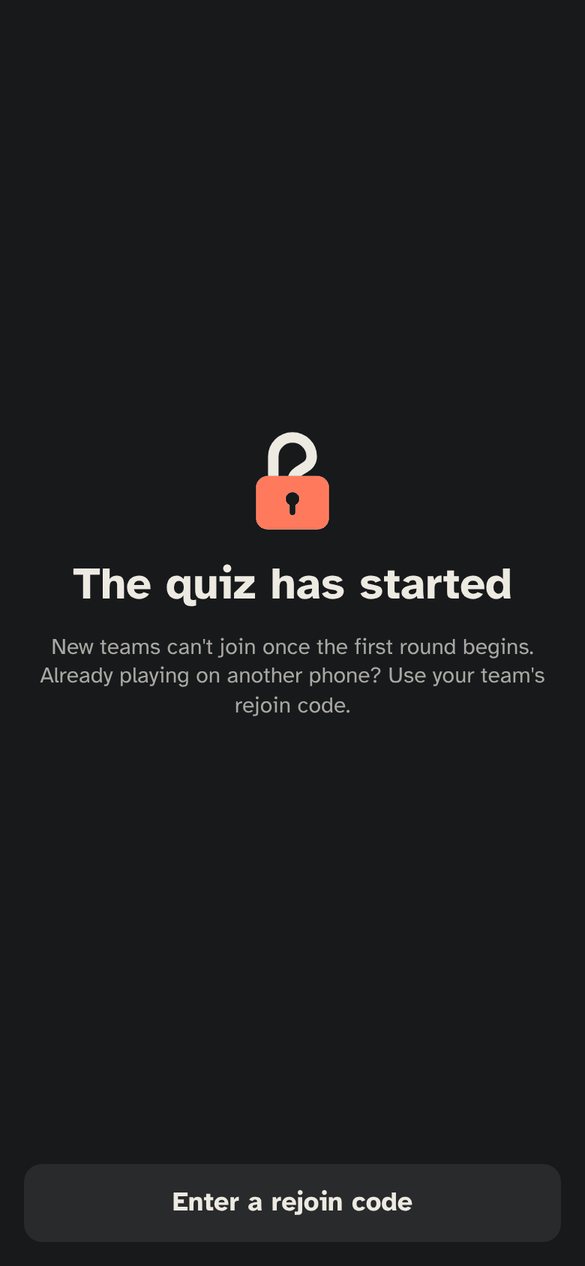 The quiz has started
New teams can't join once the first round begins.
Already playing on another phone? Use your team's
rejoin code.
Enter a rejoin code